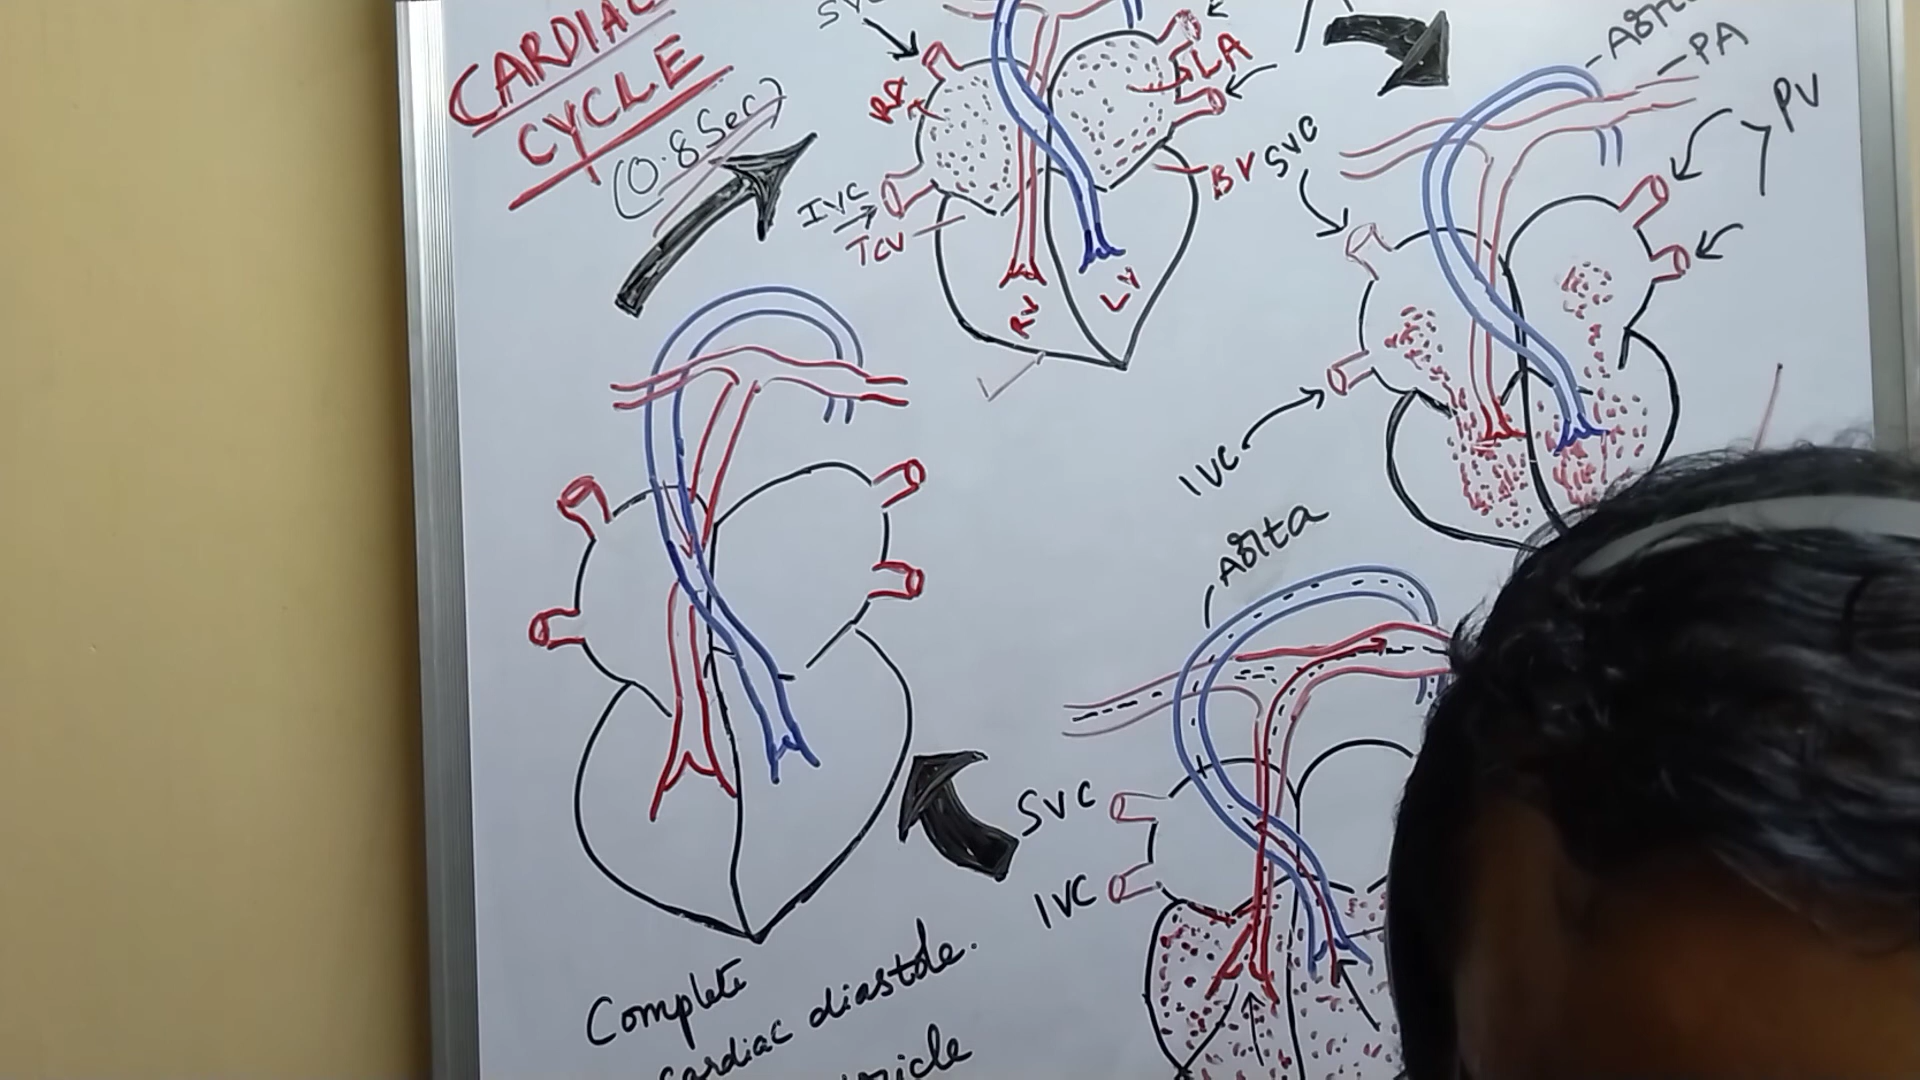 CARDIAC
CYCLE
(0.8 Sec)
SVC
RA
LA
IVC
TCV
BV
RV
LV
Aorta
PA
PV
SVC
IVC
Aorta
SVC
IVC
Complete
cardiac diastole.